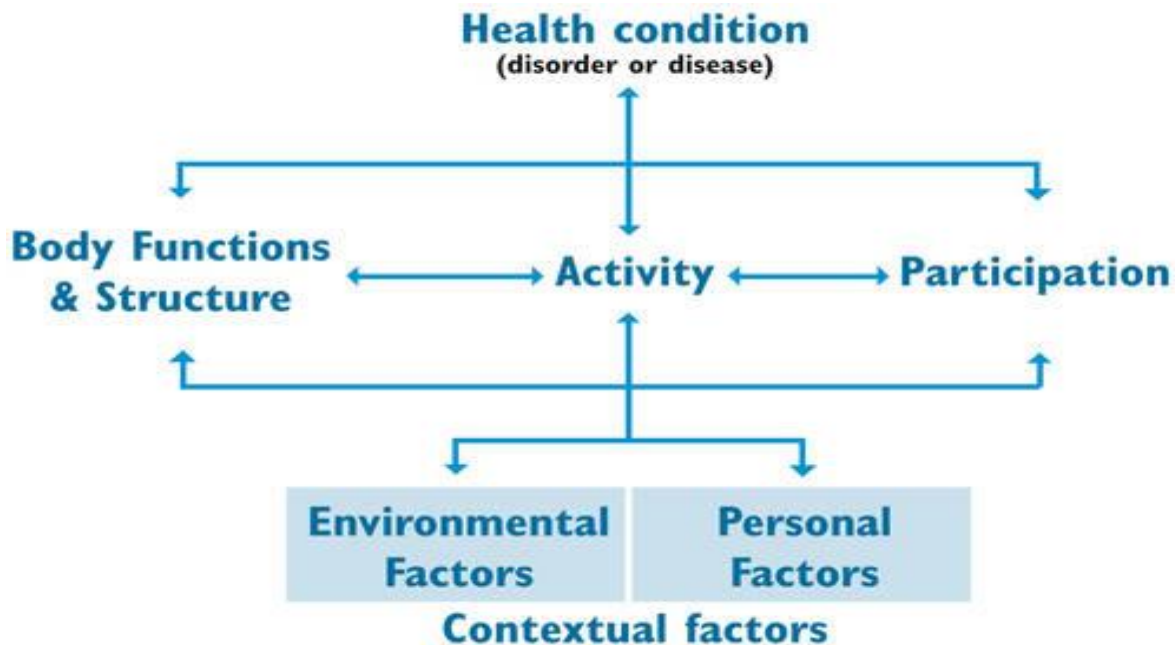 Health condition
(disorder or disease)
Body Functions
& Structure
Activity
Participation
Environmental
Factors
Personal
Factors
Contextual factors